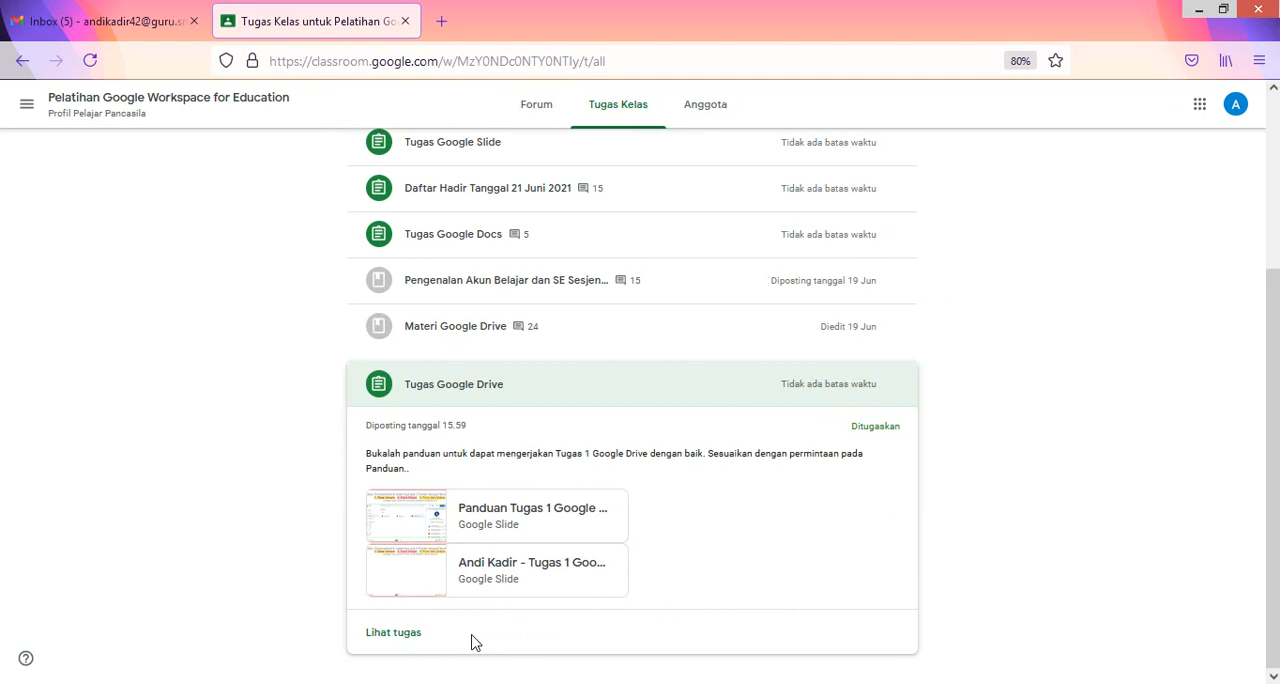 Inbox (5) - andikadir42@guru.sr
Tugas Kelas untuk Pelatihan Go
https://classroom.google.com/w/MzY0NDc0NTY0NTIy/t/all
80%
Pelatihan Google Workspace for Education
Profil Pelajar Pancasila
Forum
Tugas Kelas
Anggota
A
Tugas Google Slide
Tidak ada batas waktu
Daftar Hadir Tanggal 21 Juni 2021 15
Tidak ada batas waktu
Tugas Google Docs 5
Tidak ada batas waktu
Pengenalan Akun Belajar dan SE Sesjen... 15
Diposting tanggal 19 Jun
Materi Google Drive 24
Diedit 19 Jun
Tugas Google Drive
Tidak ada batas waktu
Diposting tanggal 15.59
Ditugaskan
Bukalah panduan untuk dapat mengerjakan Tugas 1 Google Drive dengan baik. Sesuaikan dengan permintaan pada
Panduan..
Panduan Tugas 1 Google ...
Google Slide
Andi Kadir - Tugas 1 Goo...
Google Slide
Lihat tugas